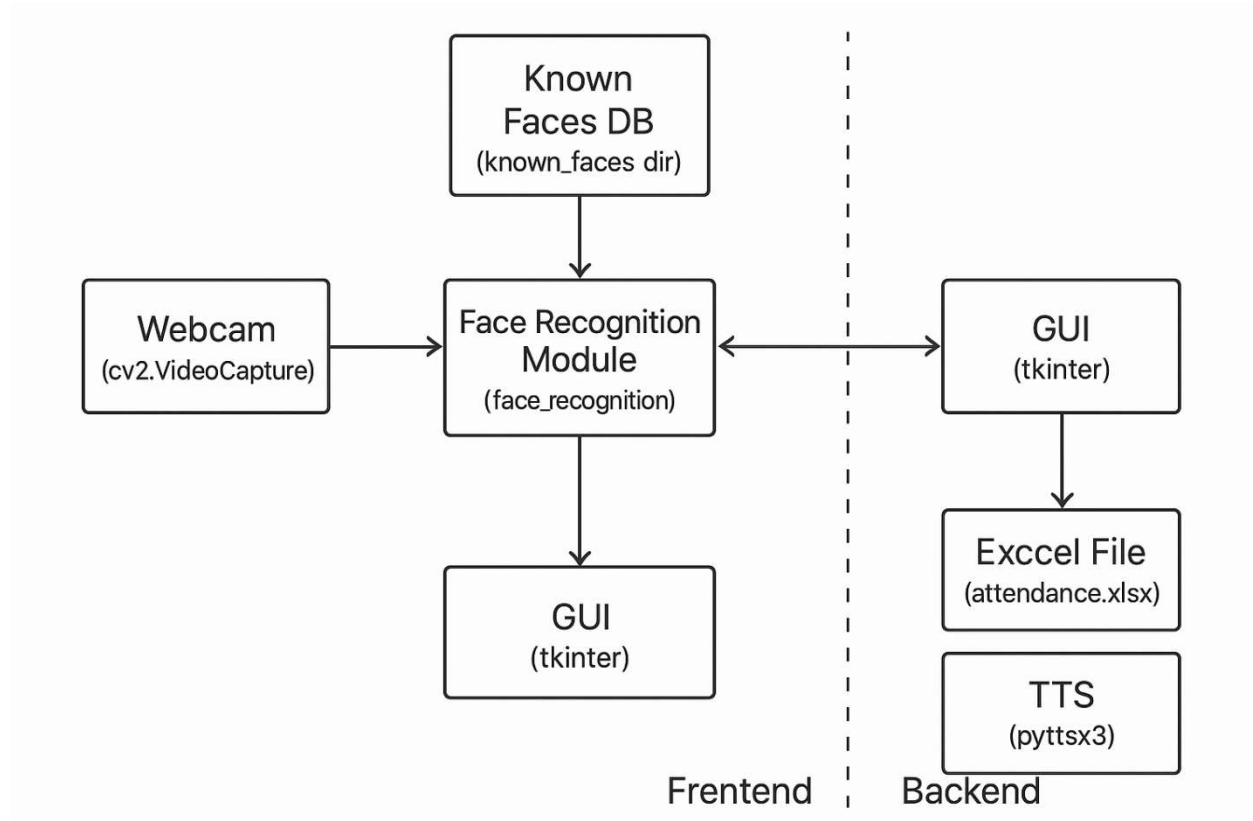 Known
Faces DB
(known_faces dir)
Webcam
(cv2.VideoCapture)
Face Recognition
Module
(face_recognition)
GUI
(tkinter)
GUI
(tkinter)
Exccel File
(attendance.xlsx)
TTS
(pyttsx3)
Frentend
Backend